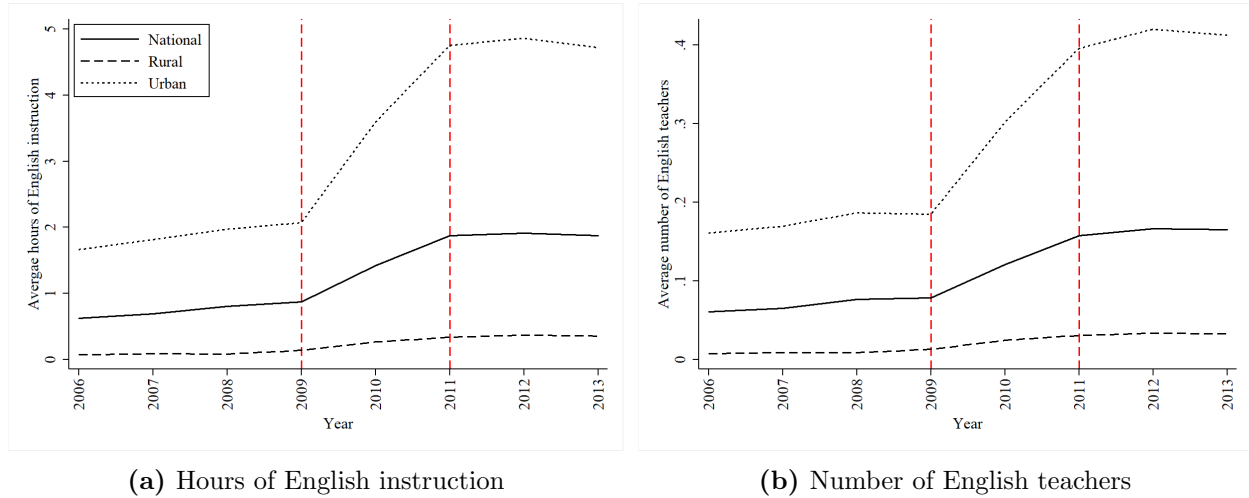 National
Rural
Urban
Avergae hours of English instruction
0 1 2 3 4 5
2006 2007 2008 2009 2010 2011 2012 2013
Year
(a) Hours of English instruction
Average number of English teachers
0 .1 .2 .3 .4
2006 2007 2008 2009 2010 2011 2012 2013
Year
(b) Number of English teachers